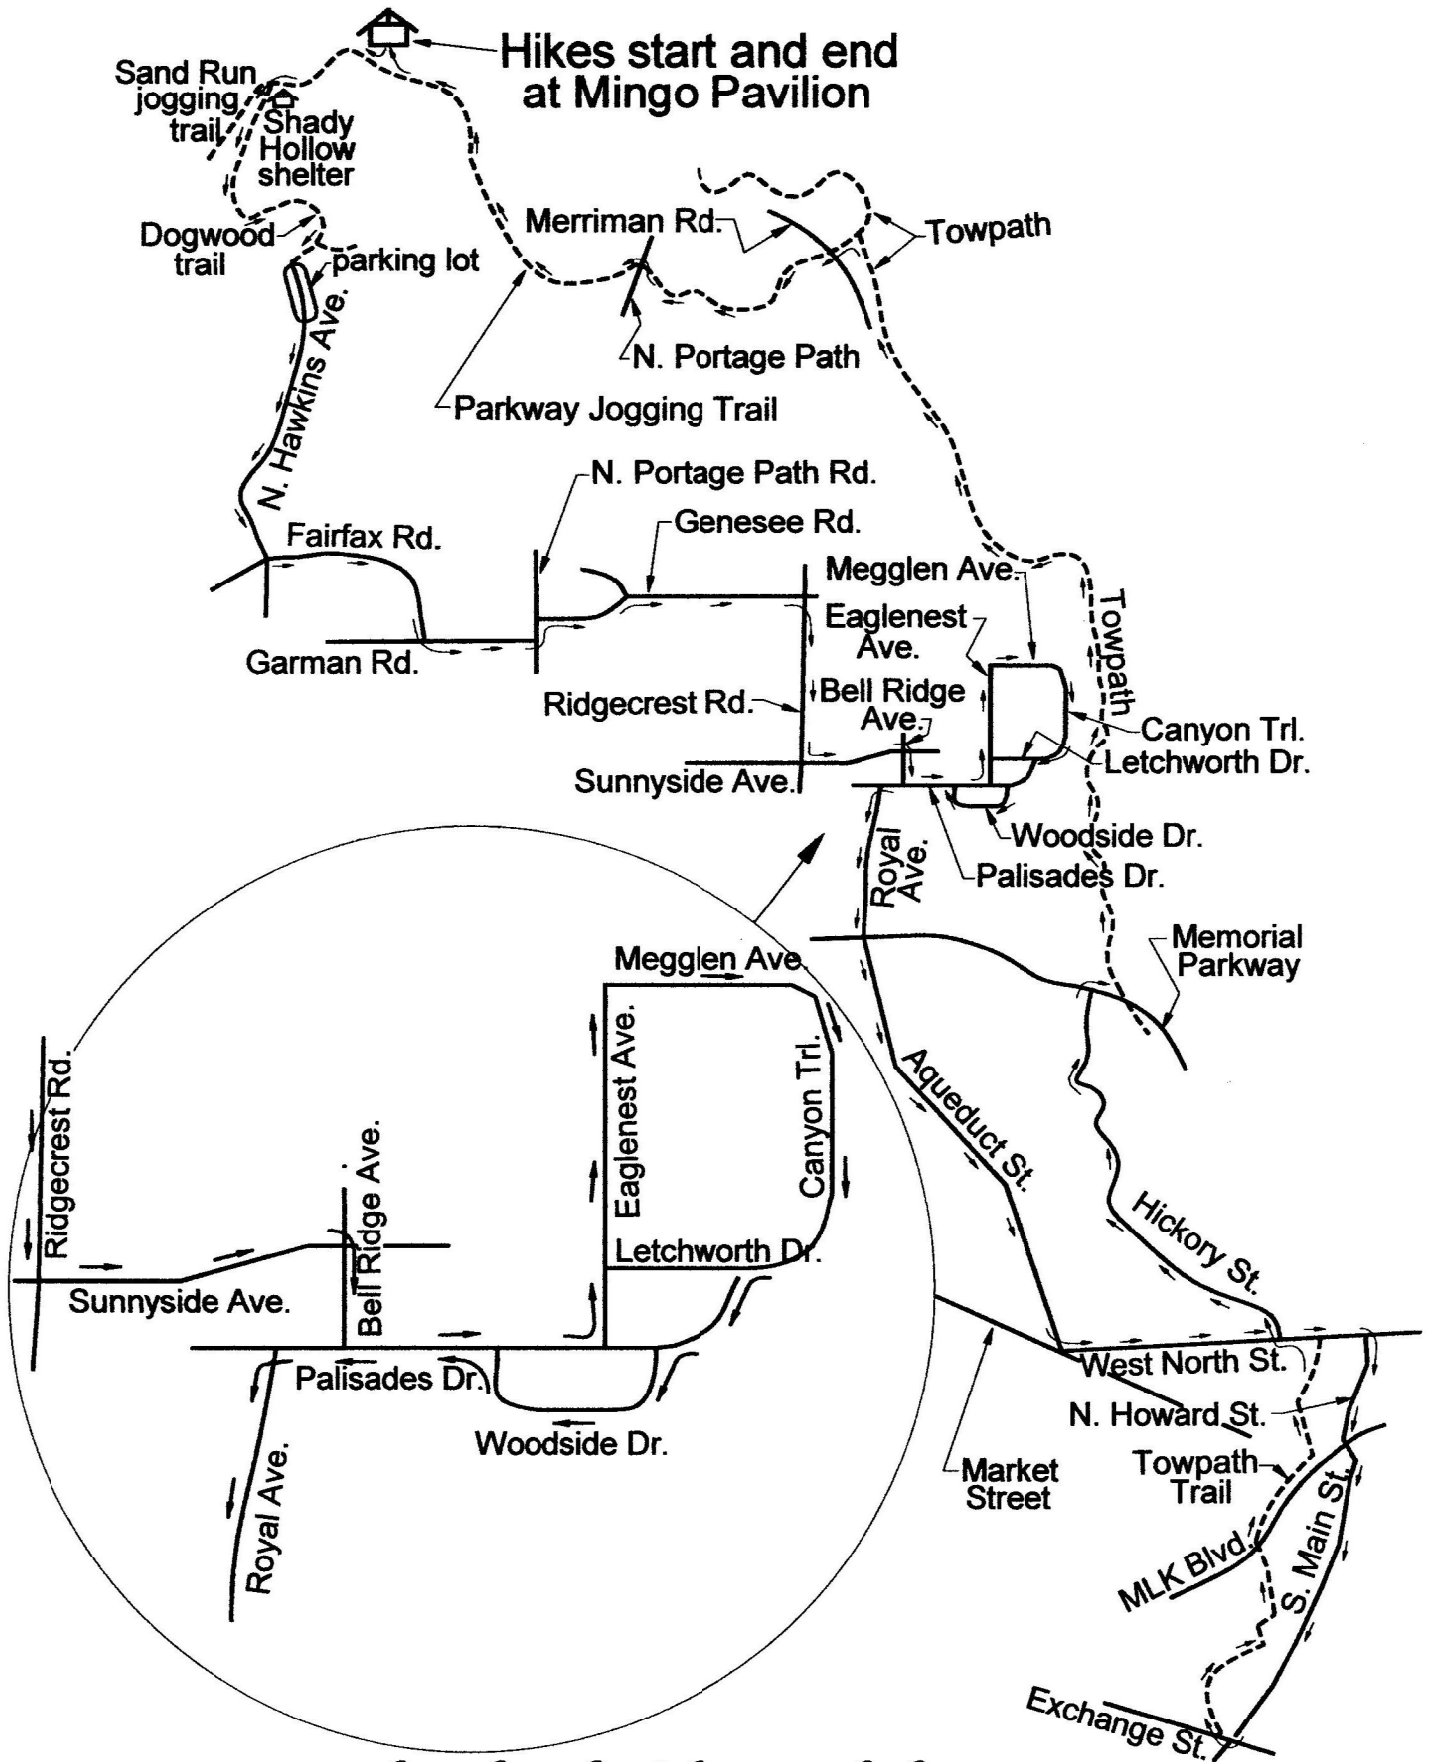 Hikes start and end
at Mingo Pavilion
Sand Run
jogging
trail
Shady
Hollow
shelter
Dogwood
trail
parking lot
N. Hawkins Ave.
Merriman Rd.
Towpath
N. Portage Path
Parkway Jogging Trail
N. Portage Path Rd.
Genesee Rd.
Fairfax Rd.
Garman Rd.
Megglen Ave.
Eaglenest
Ave.
Towpath
Ridgecrest Rd.
Bell Ridge
Ave.
Canyon Trl.
Letchworth Dr.
Sunnyside Ave.
Woodside Dr.
Palisades Dr.
Royal
Ave.
Memorial
Parkway
Megglen Ave.
Ridgecrest Rd.
Bell Ridge Ave.
Eaglenest Ave.
Canyon Trl.
Letchworth Dr.
Sunnyside Ave.
Palisades Dr.
Woodside Dr.
Royal Ave.
Aqueduct St.
Hickory St.
West North St.
N. Howard St.
Market
Street
Towpath
Trail
MLK Blvd.
S. Main St.
Exchange St.